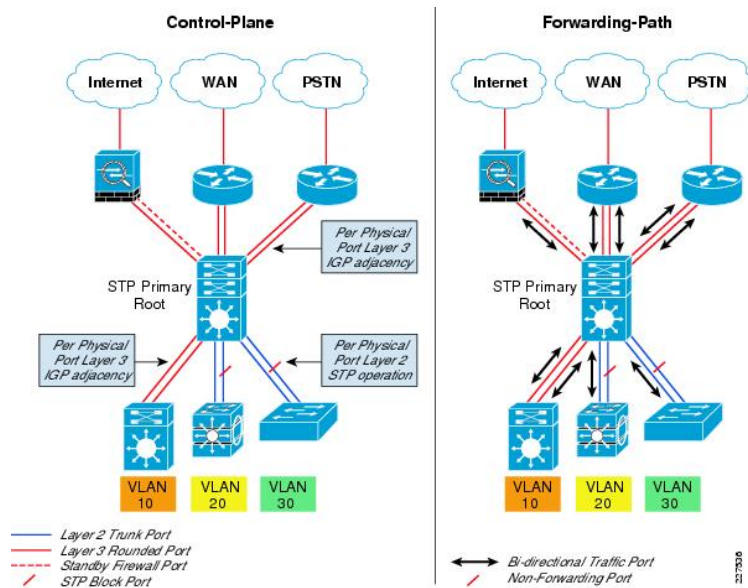 Control-Plane
Internet
WAN
PSTN
Per Physical
Port Layer 3
IGP adjacency
STP Primary
Root
Per Physical
Port Layer 3
IGP adjacency
Per Physical
Port Layer 2
STP operation
VLAN
10
VLAN
20
VLAN
30
Layer 2 Trunk Port
Layer 3 Rounded Port
Standby Firewall Port
STP Block Port
Forwarding-Path
Internet
WAN
PSTN
STP Primary
Root
VLAN
10
VLAN
20
VLAN
30
Bi-directional Traffic Port
Non-Forwarding Port